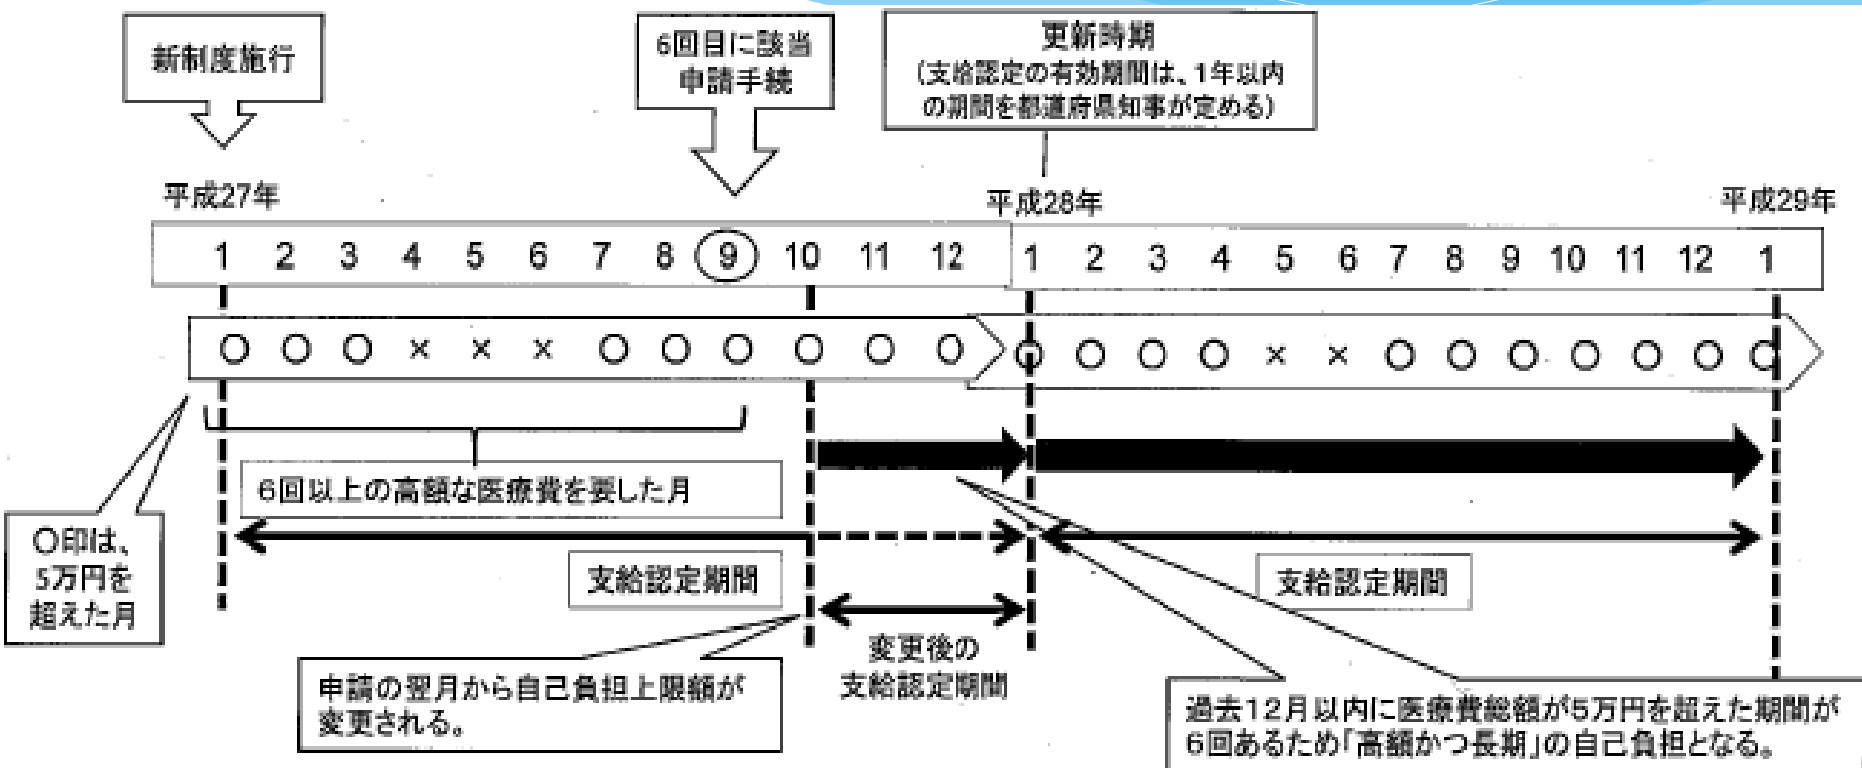 新制度施行
6回目に該当
申請手続
更新時期
(支給認定の有効期間は、1年以内
の期間を都道府県知事が定める)
平成27年
平成28年
平成29年
1 2 3 4 5 6 7 8 9 10 11 12 1 2 3 4 5 6 7 8 9 10 11 12 1
○ ○ ○ × × × ○ ○ ○ ○ ○ ○ ○ ○ ○ ○ × × ○ ○ ○ ○ ○ ○ ○
6回以上の高額な医療費を要した月
○印は、
5万円を
超えた月
支給認定期間
支給認定期間
変更後の
支給認定期間
申請の翌月から自己負担上限額が
変更される。
過去12月以内に医療費総額が5万円を超えた期間が
6回あるため「高額かつ長期」の自己負担となる。